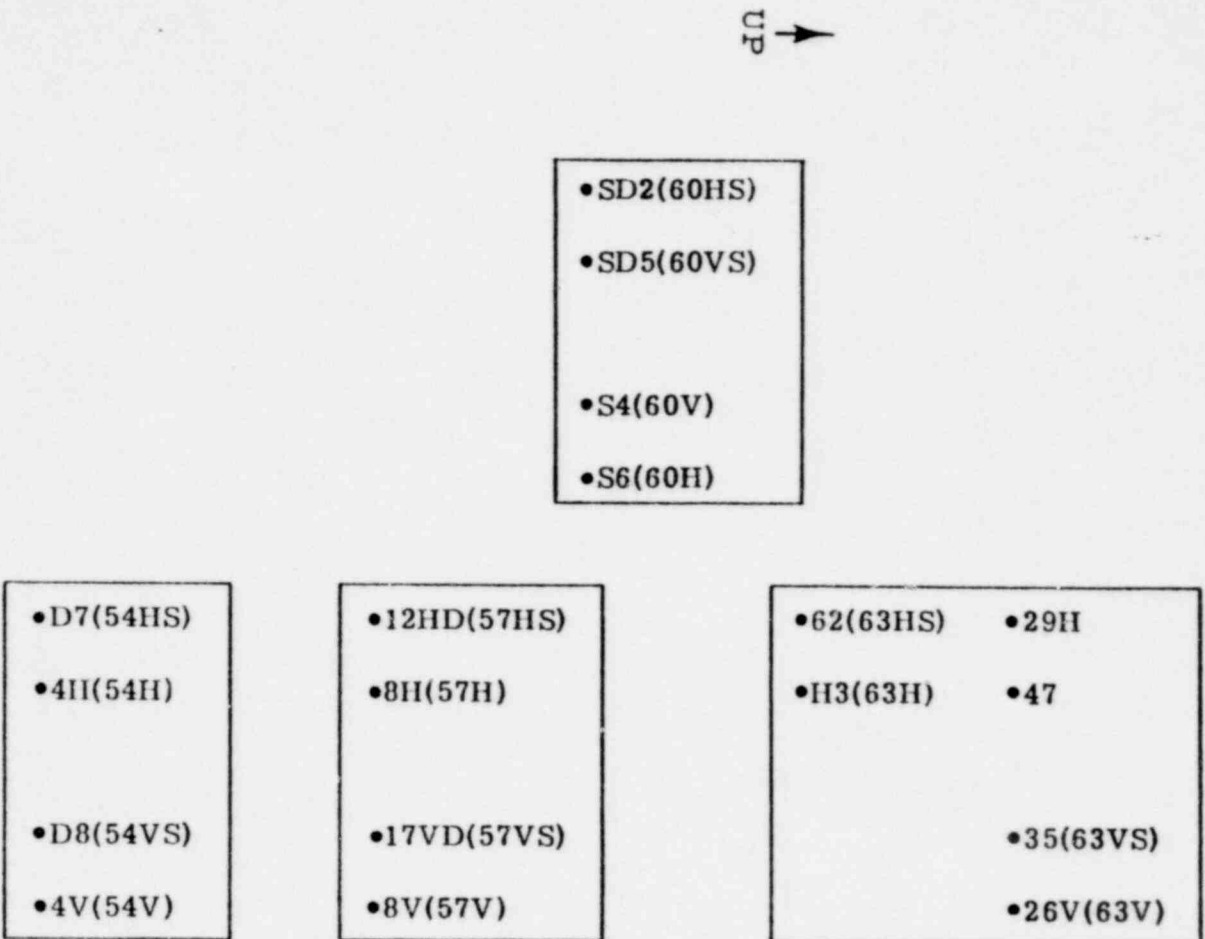 UP
•SD2(60HS)
•SD5(60VS)
•S4(60V)
•S6(60H)
•D7(54HS)
•4H(54H)
•D8(54VS)
•4V(54V)
•12HD(57HS)
•8H(57H)
•17VD(57VS)
•8V(57V)
•62(63HS) •29H
•H3(63H) •47
•35(63VS)
•26V(63V)